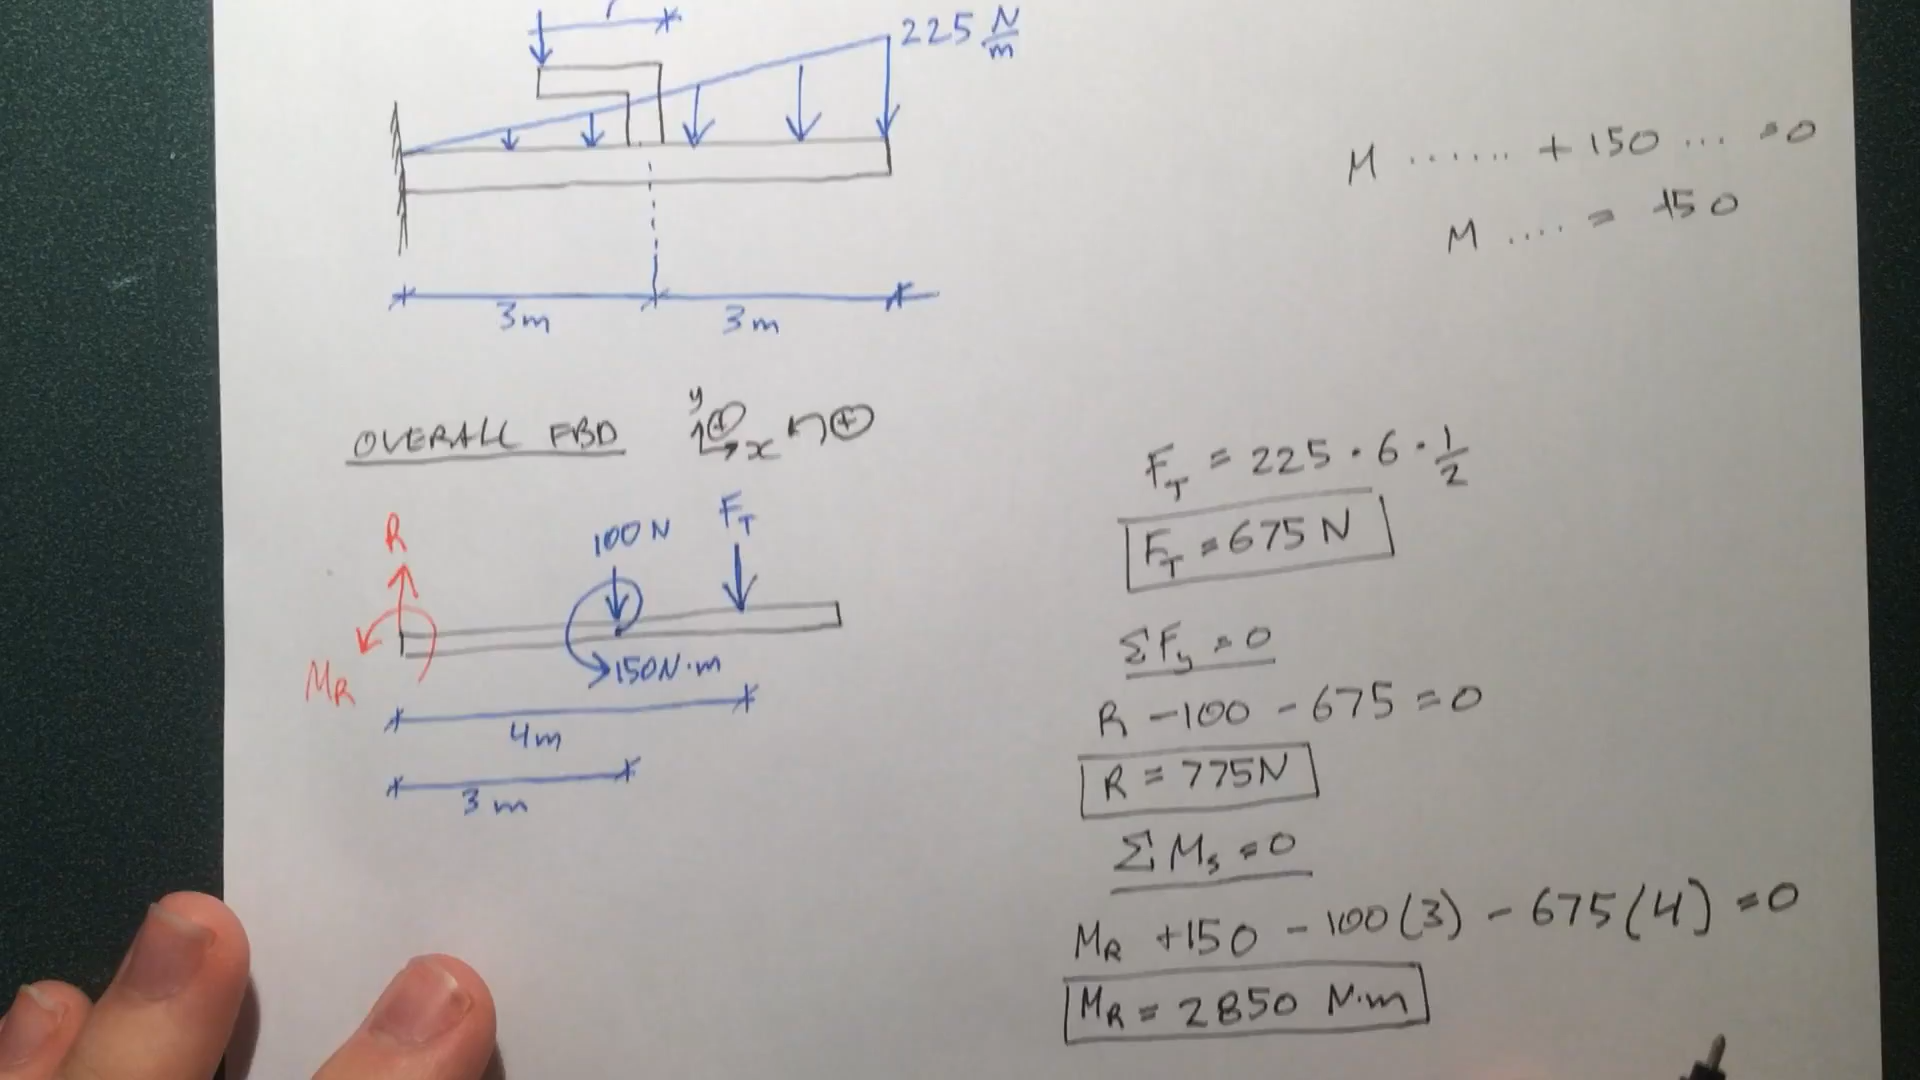 225 N/m
3m 3m
M ...... + 150 ... = 0
M .... = 150
OVERALL FBD y + x +
R
100 N
F_T
M_R
150N·m
4m
3m
F_T = 225 · 6 · 1/2
F_T = 675 N
ΣF_y = 0
R - 100 - 675 = 0
R = 775N
ΣM_s = 0
M_R + 150 - 100(3) - 675(4) = 0
M_R = 2850 N·m